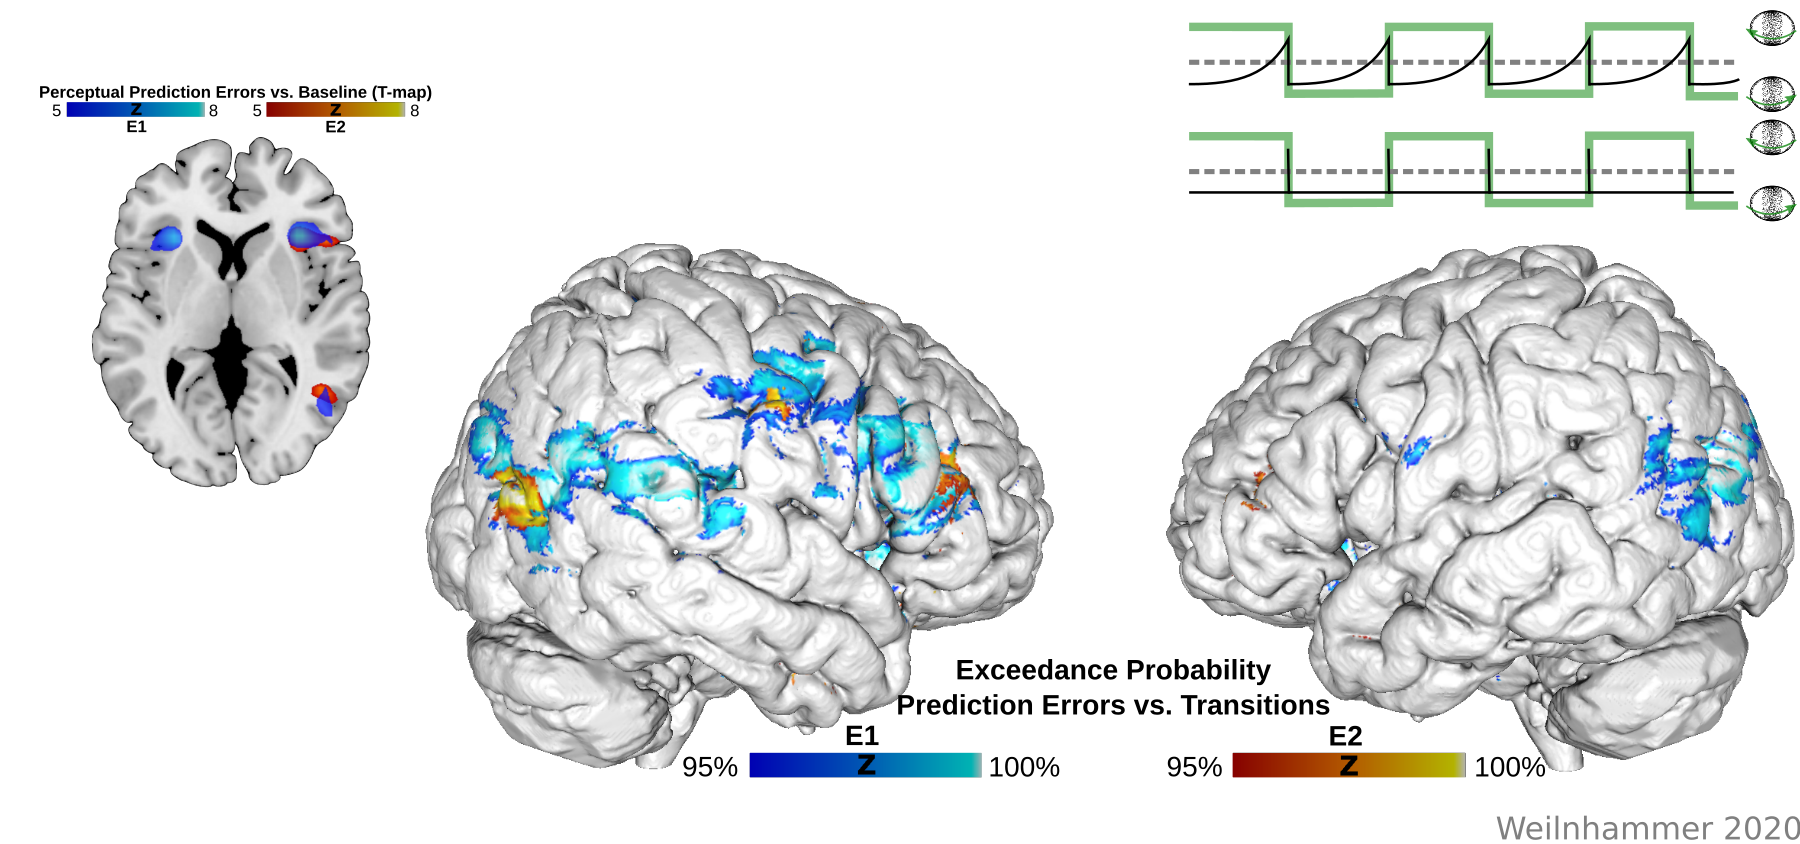 Perceptual Prediction Errors vs. Baseline (T-map)
5 Z 8 5 Z 8
E1 E2
Exceedance Probability
Prediction Errors vs. Transitions
E1 E2
95% Z 100% 95% Z 100%
Weilnhammer 2020